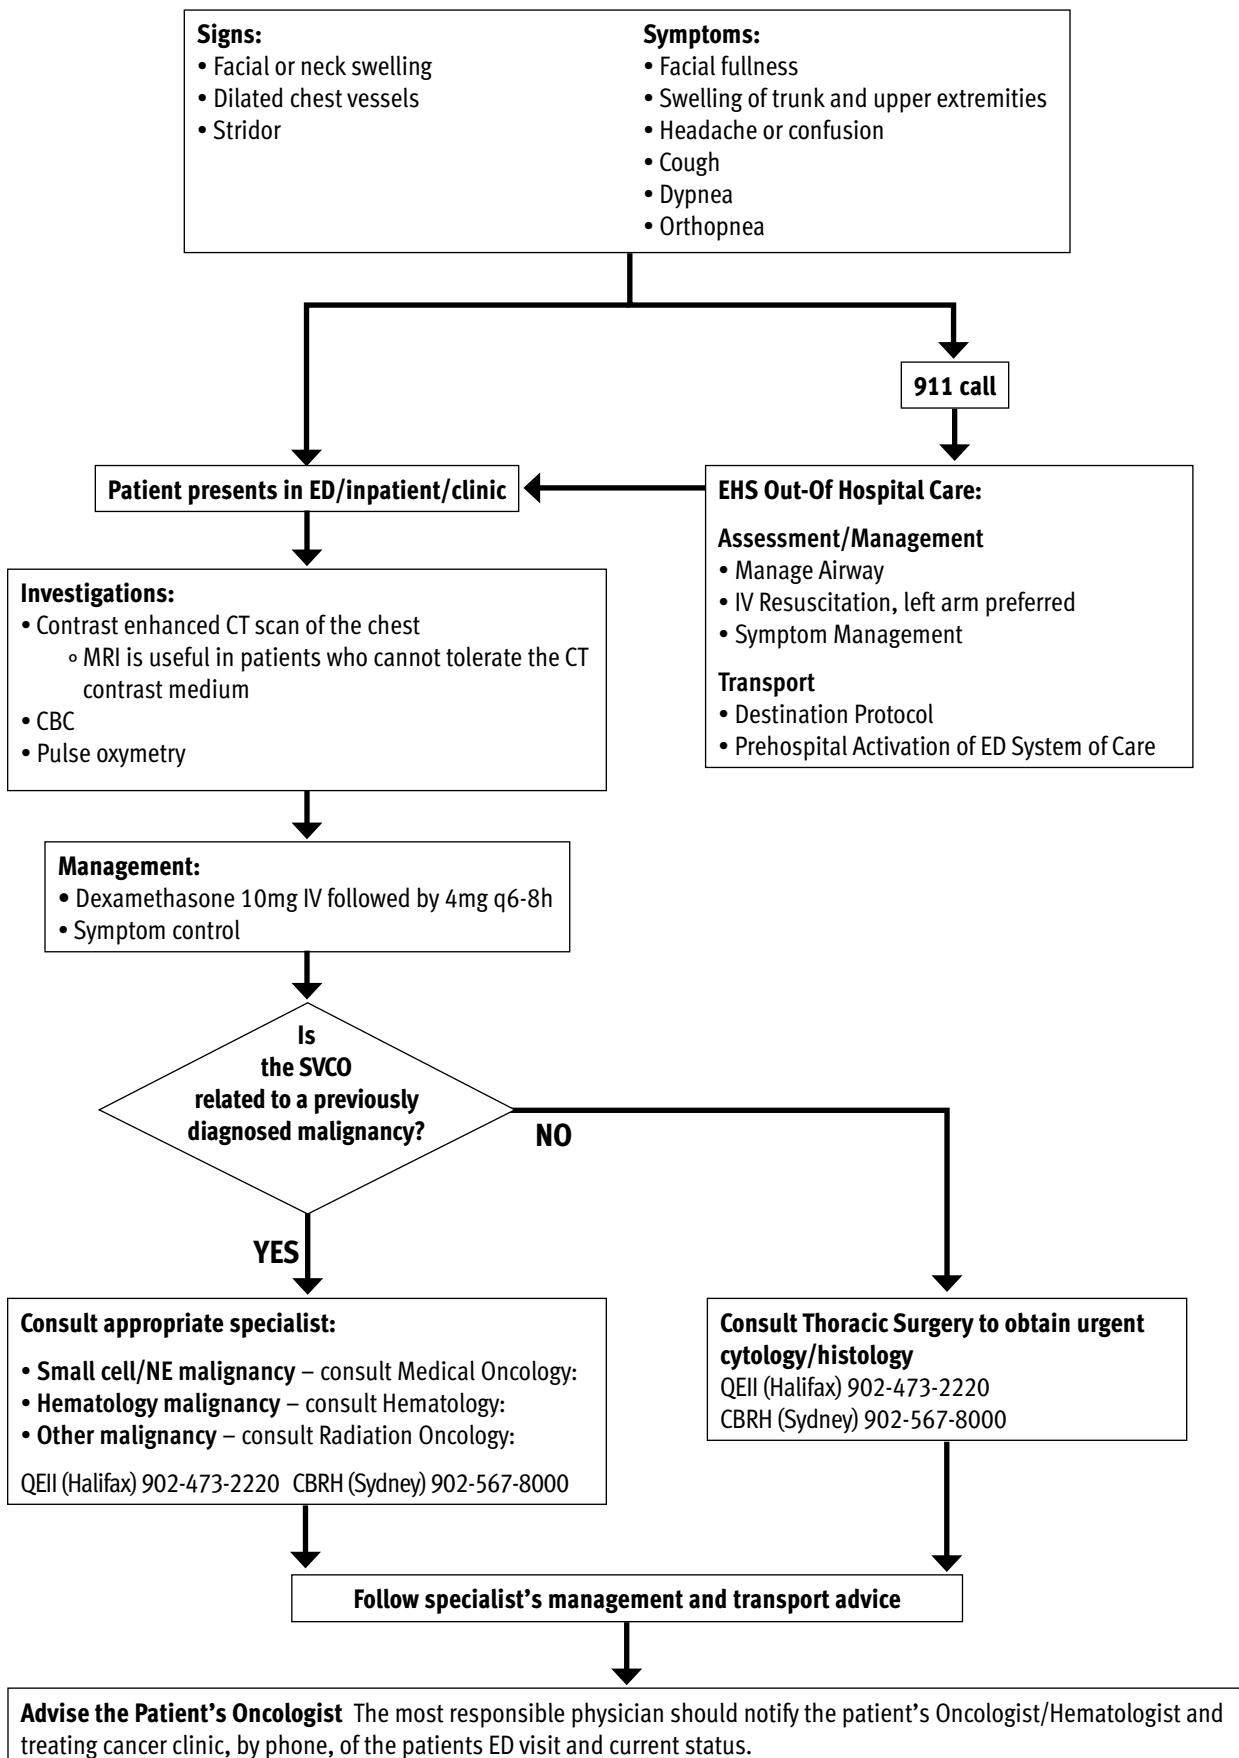 Signs:
• Facial or neck swelling
• Dilated chest vessels
• Stridor
Symptoms:
• Facial fullness
• Swelling of trunk and upper extremities
• Headache or confusion
• Cough
• Dypnea
• Orthopnea
911 call
Patient presents in ED/inpatient/clinic
EHS Out-Of Hospital Care:
Assessment/Management
• Manage Airway
• IV Resuscitation, left arm preferred
• Symptom Management
Transport
• Destination Protocol
• Prehospital Activation of ED System of Care
Investigations:
• Contrast enhanced CT scan of the chest
o MRI is useful in patients who cannot tolerate the CT
contrast medium
• CBC
• Pulse oxymetry
Management:
• Dexamethasone 10mg IV followed by 4mg q6-8h
• Symptom control
Is
the SVCO
related to a previously
diagnosed malignancy?
NO
YES
Consult appropriate specialist:
• Small cell/NE malignancy – consult Medical Oncology:
• Hematology malignancy – consult Hematology:
• Other malignancy – consult Radiation Oncology:
QEII (Halifax) 902-473-2220 CBRH (Sydney) 902-567-8000
Consult Thoracic Surgery to obtain urgent
cytology/histology
QEII (Halifax) 902-473-2220
CBRH (Sydney) 902-567-8000
Follow specialist’s management and transport advice
Advise the Patient’s Oncologist The most responsible physician should notify the patient’s Oncologist/Hematologist and
treating cancer clinic, by phone, of the patients ED visit and current status.